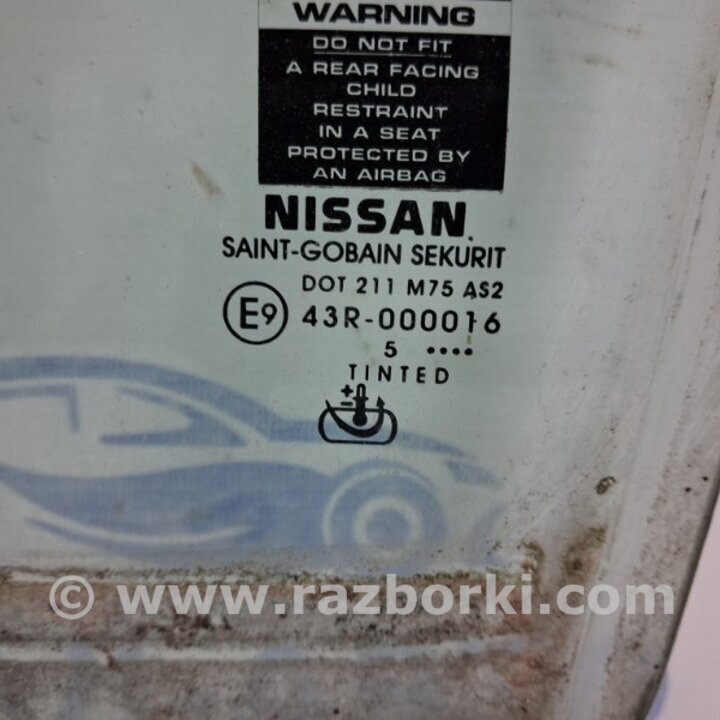 WARNING
DO NOT FIT
A REAR FACING
CHILD
RESTRAINT
IN A SEAT
PROTECTED BY
AN AIRBAG
NISSAN
SAINT-GOBAIN SEKURIT
DOT 211 M75 AS2
E9 43R-000016
5 ••••
TINTED
© www.razborki.com